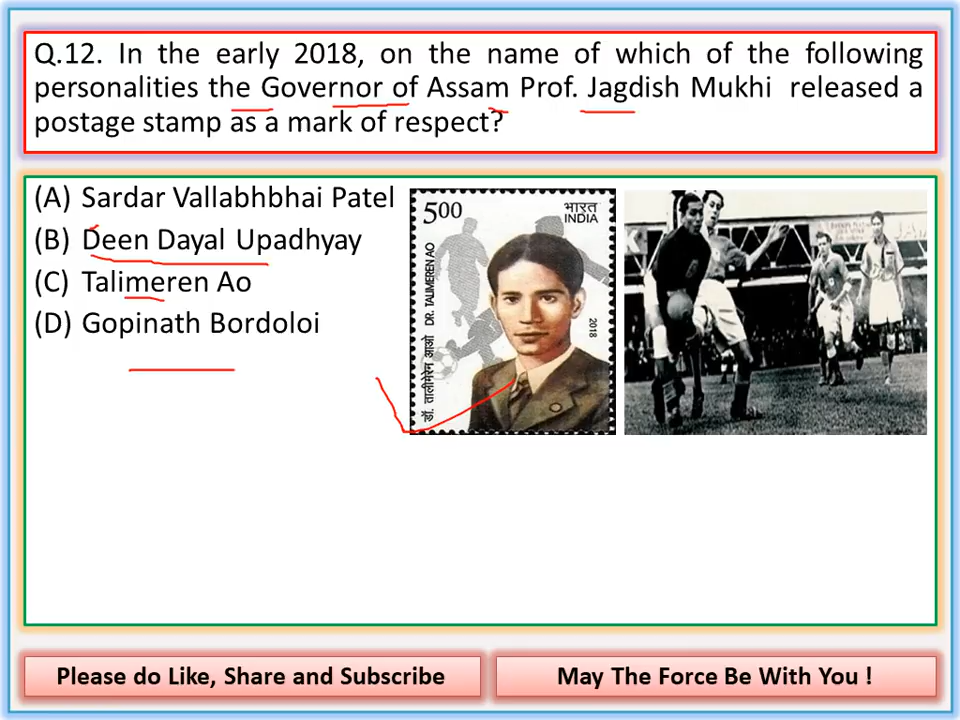 Q.12. In the early 2018, on the name of which of the following
personalities the Governor of Assam Prof. Jagdish Mukhi released a
postage stamp as a mark of respect?
(A) Sardar Vallabhbhai Patel
(B) Deen Dayal Upadhyay
(C) Talimeren Ao
(D) Gopinath Bordoloi
5.00
भारत
INDIA
डॉ. तालीमेरेन आओ DR. TALIMEREN AO
2018
Please do Like, Share and Subscribe
May The Force Be With You !